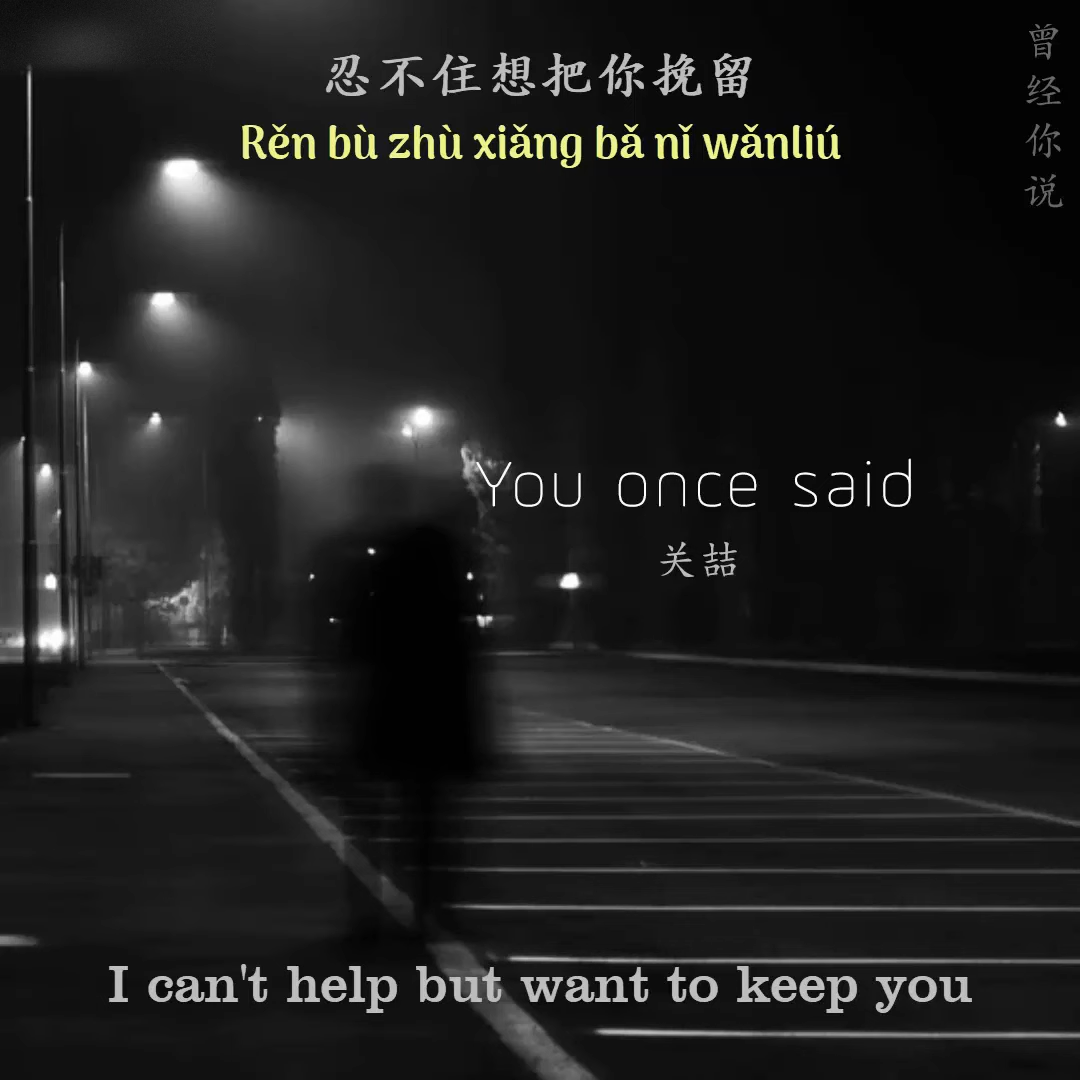 忍不住想把你挽留
Rěn bù zhù xiǎng bǎ nǐ wǎnliú
曾经你说
You once said
关喆
I can't help but want to keep you